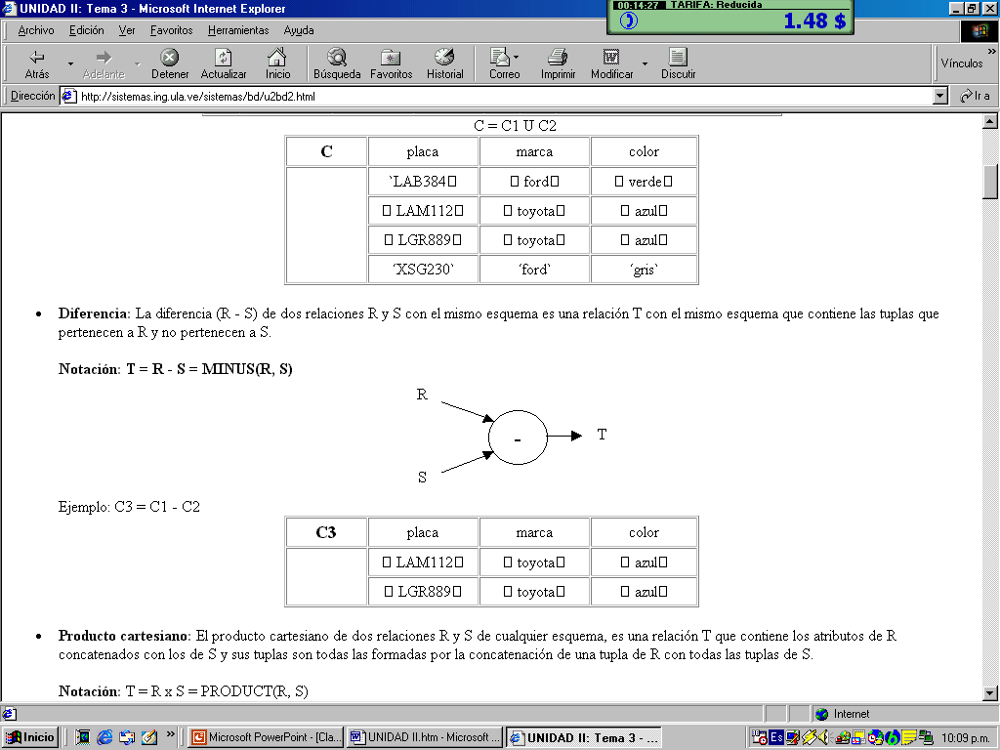 UNIDAD II: Tema 3 - Microsoft Internet Explorer
00:14:27 TARIFA: Reducida
1.48 $
Archivo Edición Ver Favoritos Herramientas Ayuda
Atrás Adelante Detener Actualizar Inicio Búsqueda Favoritos Historial Correo Imprimir Modificar Discutir Vínculos »
Dirección http://sistemas.ing.ula.ve/sistemas/bd/u2bd2.html Ir a
C = C1 U C2
C placa marca color
`LAB384□ □ ford□ □ verde□
□ LAM112□ □ toyota□ □ azul□
□ LGR889□ □ toyota□ □ azul□
‘XSG230` ‘ford` ‘gris`
• Diferencia: La diferencia (R - S) de dos relaciones R y S con el mismo esquema es una relación T con el mismo esquema que contiene las tuplas que
pertenecen a R y no pertenecen a S.
Notación: T = R - S = MINUS(R, S)
R
- T
S
Ejemplo: C3 = C1 - C2
C3 placa marca color
□ LAM112□ □ toyota□ □ azul□
□ LGR889□ □ toyota□ □ azul□
• Producto cartesiano: El producto cartesiano de dos relaciones R y S de cualquier esquema, es una relación T que contiene los atributos de R
concatenados con los de S y sus tuplas son todas las formadas por la concatenación de una tupla de R con todas las tuplas de S.
Notación: T = R x S = PRODUCT(R, S)
Internet
Inicio » Microsoft PowerPoint - [Cla... UNIDAD II.htm - Microsoft ... UNIDAD II: Tema 3 - ... Es 10:09 p.m.